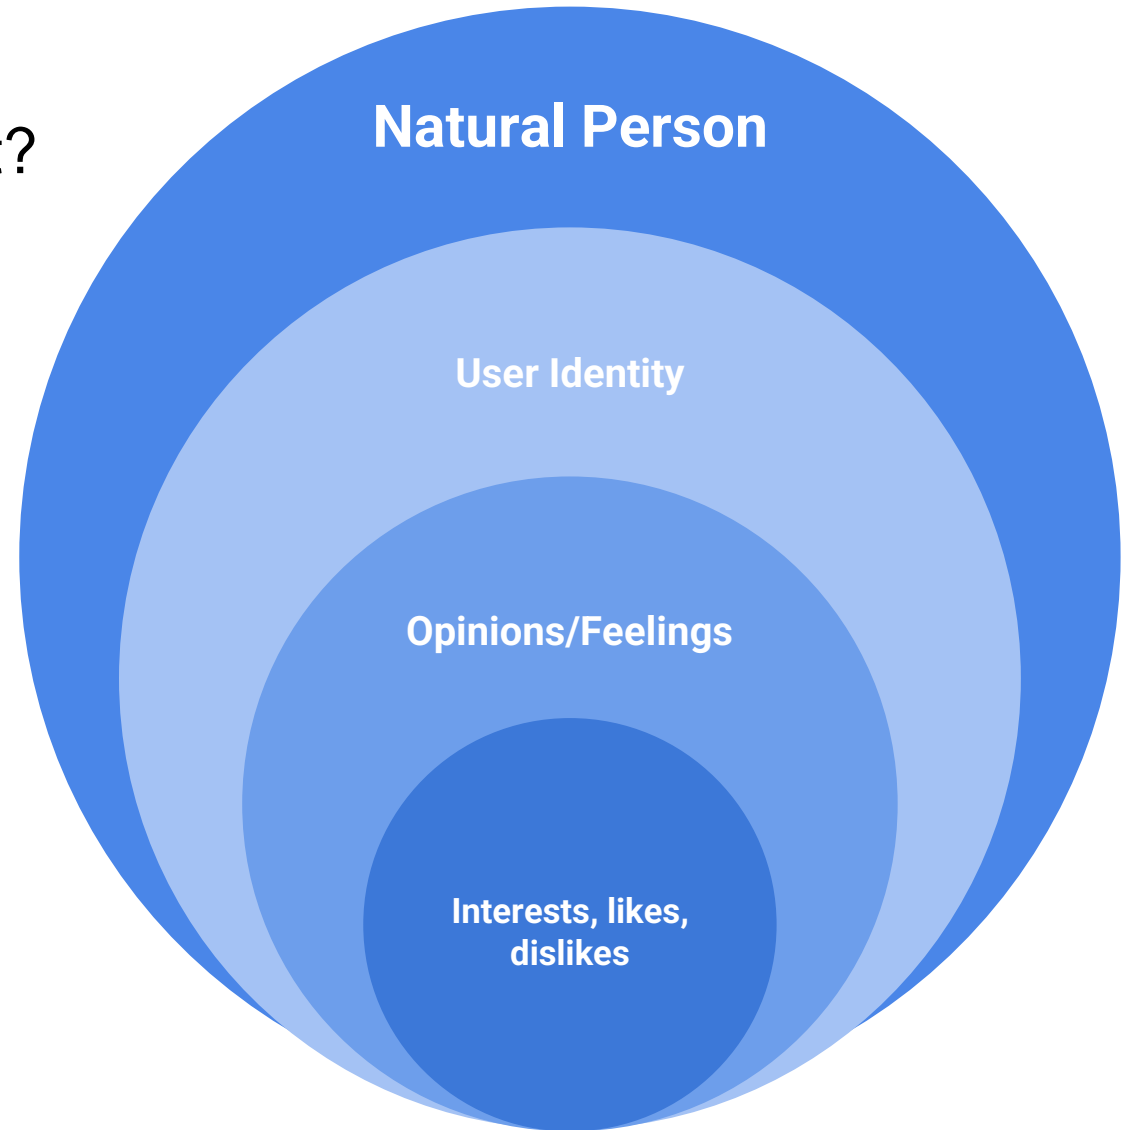 Natural Person
?
User Identity
Opinions/Feelings
Interests, likes,
dislikes